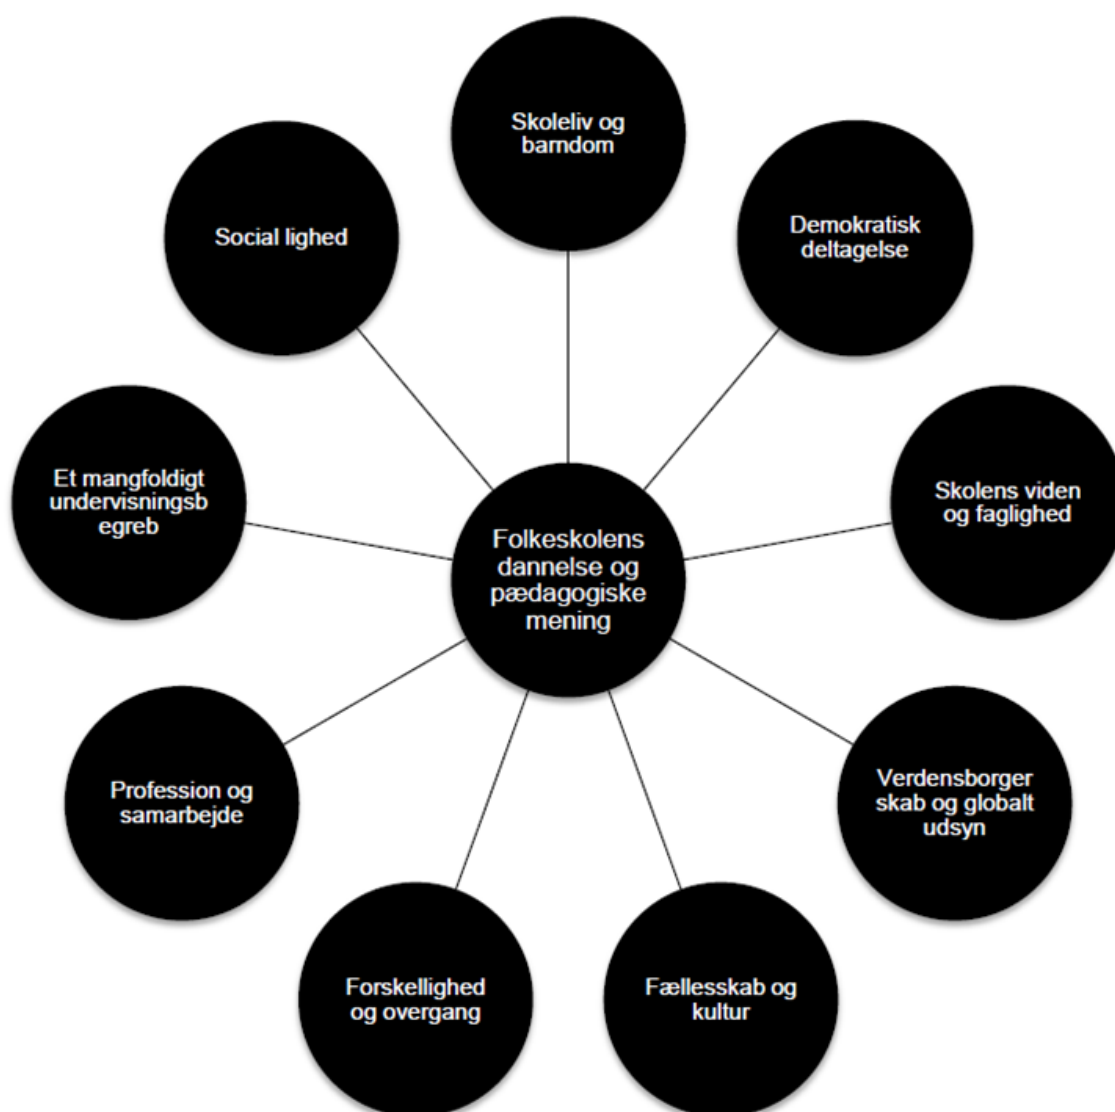 Skoleliv og
barndom
Demokratisk
deltagelse
Skolens viden
og faglighed
Verdensborger
skab og globalt
udsyn
Fællesskab og
kultur
Forskellighed
og overgang
Profession og
samarbejde
Et mangfoldigt
undervisningsb
egreb
Social lighed
Folkeskolens
dannelse og
pædagogiske
mening